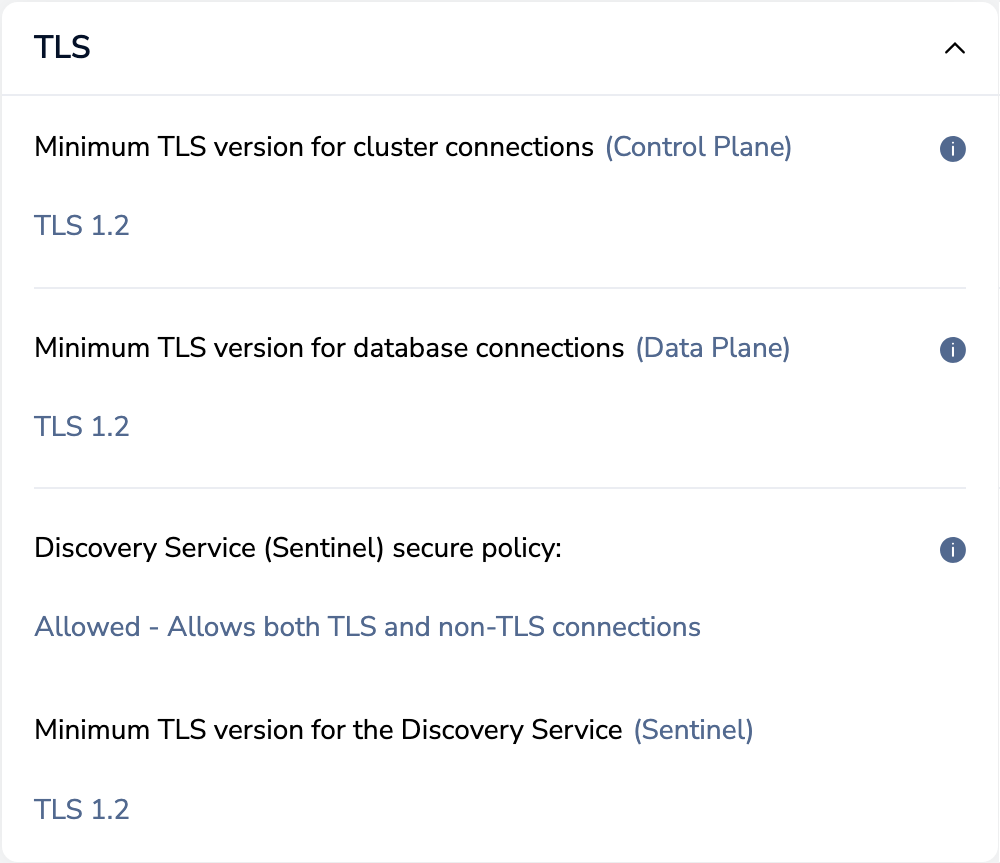 TLS
Minimum TLS version for cluster connections (Control Plane)
TLS 1.2
Minimum TLS version for database connections (Data Plane)
TLS 1.2
Discovery Service (Sentinel) secure policy:
Allowed - Allows both TLS and non-TLS connections
Minimum TLS version for the Discovery Service (Sentinel)
TLS 1.2